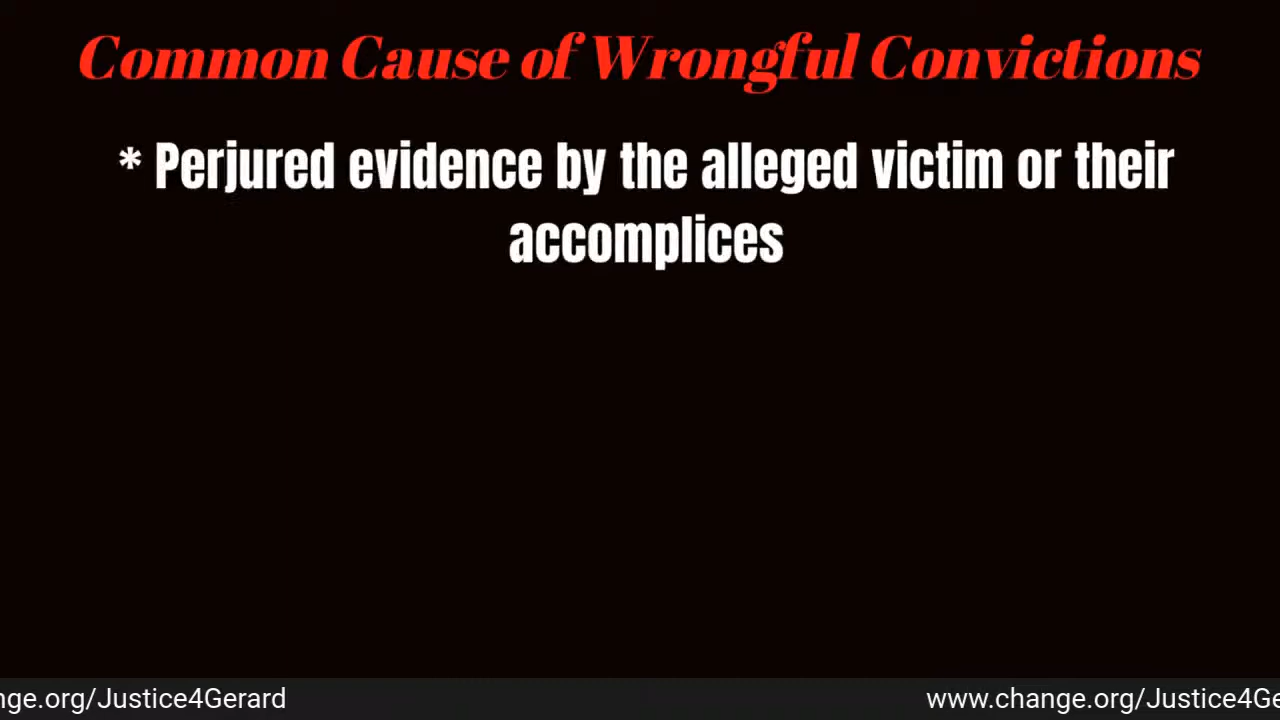 Common Cause of Wrongful Convictions
* Perjured evidence by the alleged victim or their
accomplices
nge.org/Justice4Gerard www.change.org/Justice4Ge